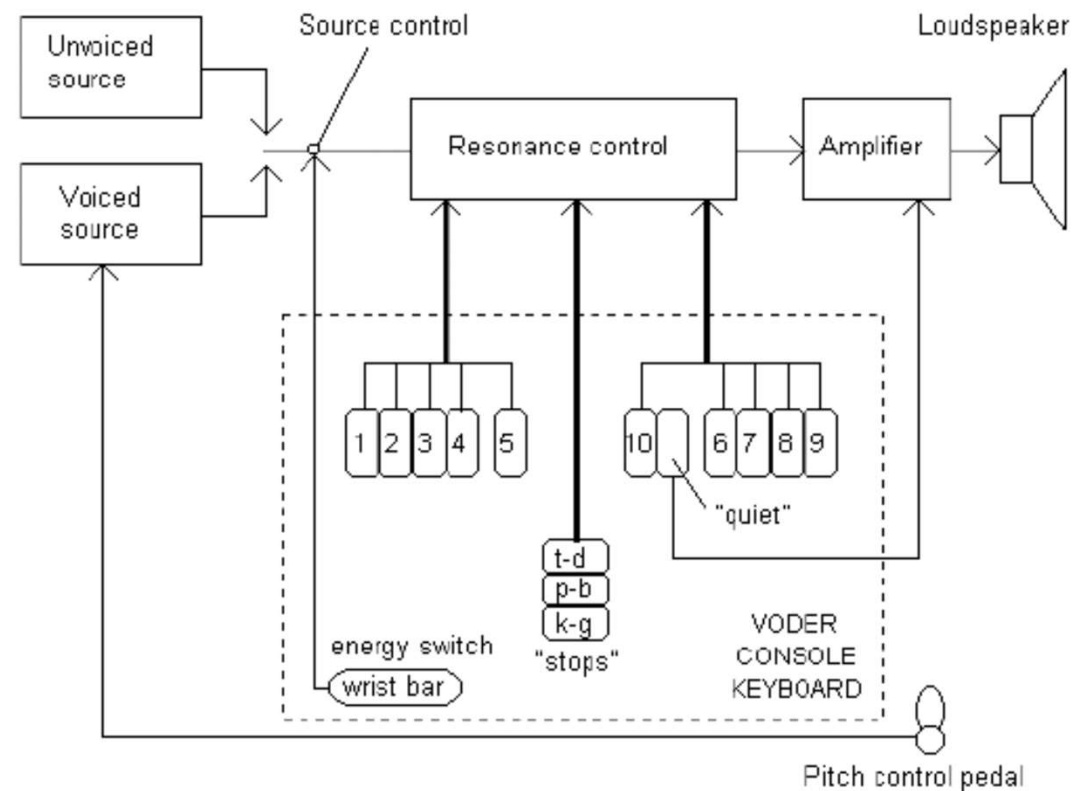 Source control
Loudspeaker
Unvoiced
source
Resonance control
Amplifier
Voiced
source
1 2 3 4 5
10 6 7 8 9
"quiet"
t-d
p-b
k-g
"stops"
energy switch
wrist bar
VODER
CONSOLE
KEYBOARD
Pitch control pedal